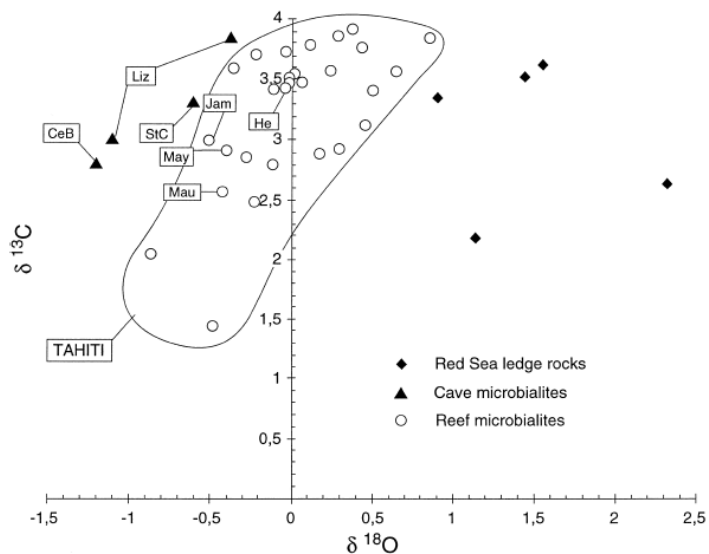 4
3,5
3
2,5
2
1,5
1
0,5
δ 13C
Liz
Jam
CeB
StC
He
May
Mau
TAHITI
Red Sea ledge rocks
Cave microbialites
Reef microbialites
-1,5 -1 -0,5 0 0,5 1 1,5 2 2,5
δ 18O